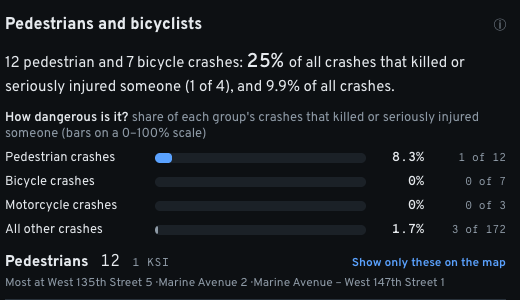 Pedestrians and bicyclists ⓘ
12 pedestrian and 7 bicycle crashes: 25% of all crashes that killed or
seriously injured someone (1 of 4), and 9.9% of all crashes.
How dangerous is it? share of each group's crashes that killed or seriously injured
someone (bars on a 0–100% scale)
Pedestrian crashes 8.3% 1 of 12
Bicycle crashes 0% 0 of 7
Motorcycle crashes 0% 0 of 3
All other crashes 1.7% 3 of 172
Pedestrians 12 1 KSI Show only these on the map
Most at West 135th Street 5 ·Marine Avenue 2 ·Marine Avenue – West 147th Street 1